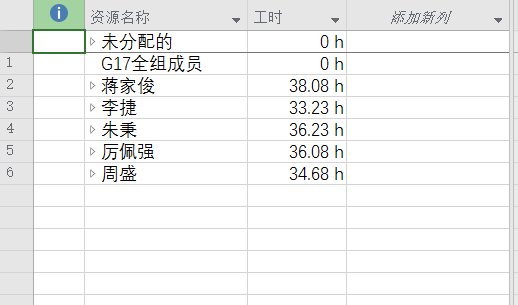 资源名称 工时 添加新列
未分配的 0 h
1 G17全组成员 0 h
2 蒋家俊 38.08 h
3 李捷 33.23 h
4 朱秉 36.23 h
5 厉佩强 36.08 h
6 周盛 34.68 h